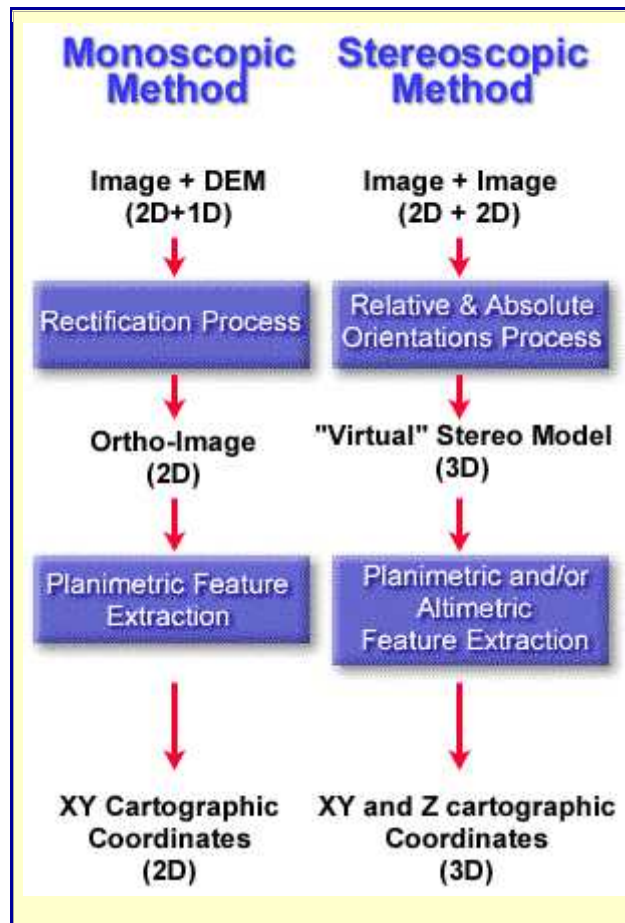 Monoscopic
Method
Image + DEM
(2D+1D)
Rectification Process
Ortho-Image
(2D)
Planimetric Feature
Extraction
XY Cartographic
Coordinates
(2D)
Stereoscopic
Method
Image + Image
(2D + 2D)
Relative & Absolute
Orientations Process
"Virtual" Stereo Model
(3D)
Planimetric and/or
Altimetric
Feature Extraction
XY and Z cartographic
Coordinates
(3D)